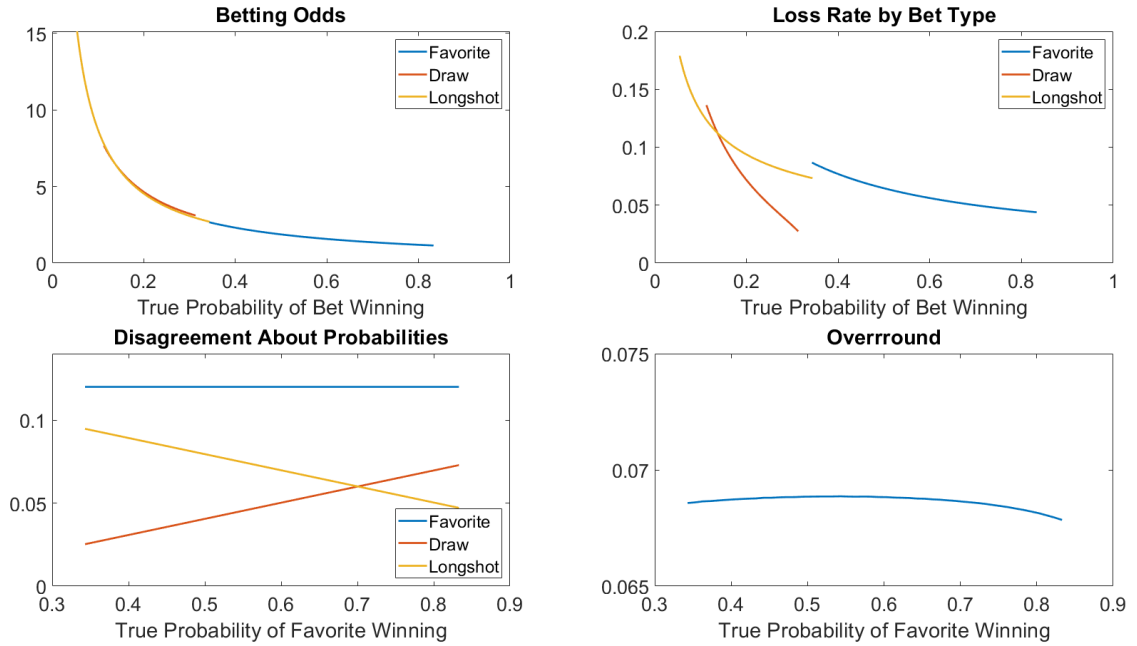 Betting Odds
15
10
5
0
0
0.2
0.4
0.6
0.8
1
Favorite
Draw
Longshot
True Probability of Bet Winning
Loss Rate by Bet Type
0.2
0.15
0.1
0.05
0
0
0.2
0.4
0.6
0.8
1
Favorite
Draw
Longshot
True Probability of Bet Winning
Disagreement About Probabilities
0.1
0.05
0
0.3
0.4
0.5
0.6
0.7
0.8
0.9
Favorite
Draw
Longshot
True Probability of Favorite Winning
Overrround
0.075
0.07
0.065
0.3
0.4
0.5
0.6
0.7
0.8
0.9
True Probability of Favorite Winning